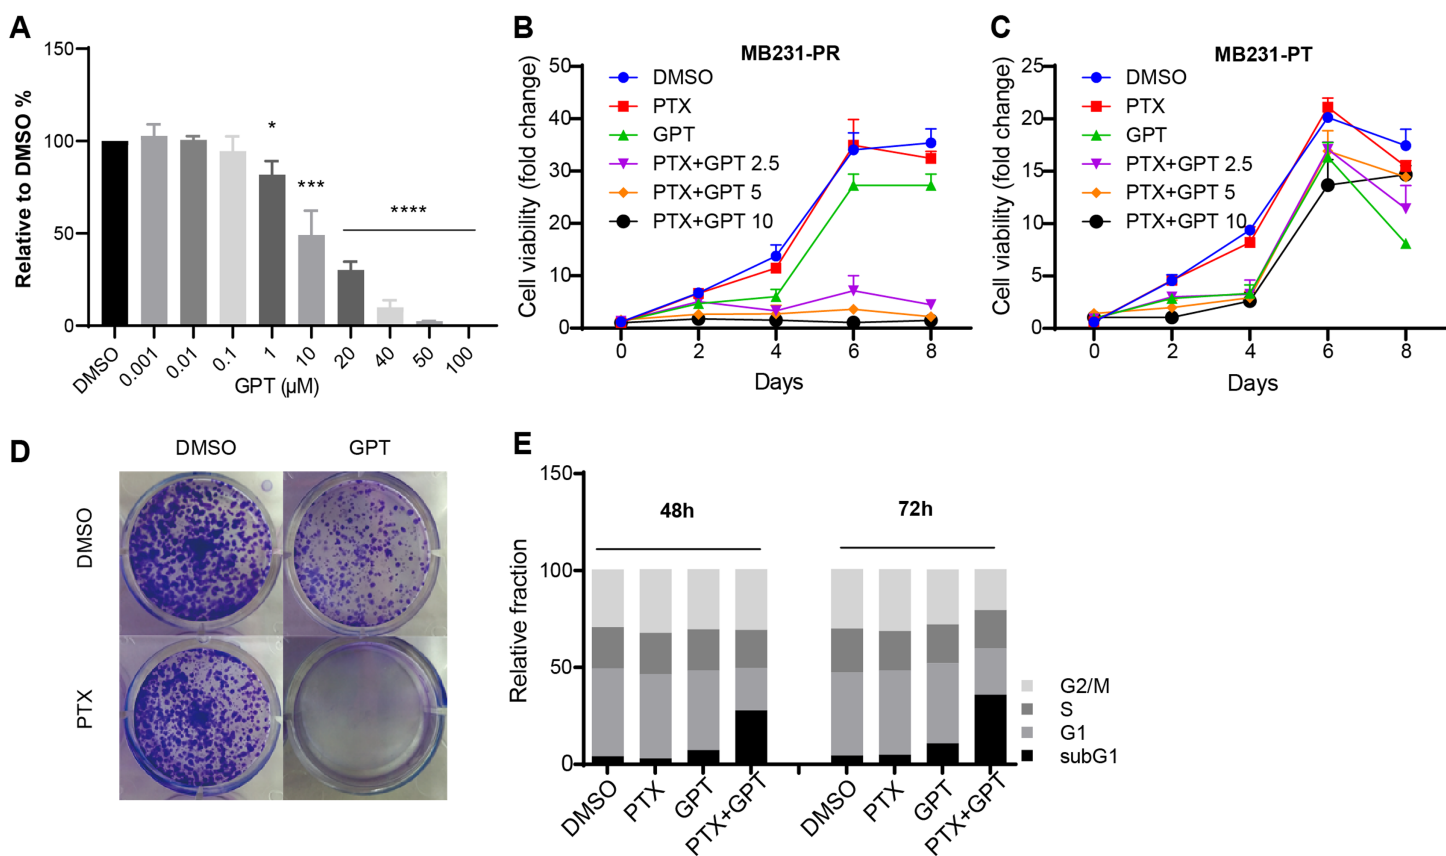 A
Relative to DMSO %
150
100
50
0
*
***
****
DMSO
0.001
0.01
0.1
1
10
20
40
50
100
GPT (µM)
B
MB231-PR
Cell viability (fold change)
50
40
30
20
10
0
DMSO
PTX
GPT
PTX+GPT 2.5
PTX+GPT 5
PTX+GPT 10
0 2 4 6 8
Days
C
MB231-PT
Cell viability (fold change)
25
20
15
10
5
0
DMSO
PTX
GPT
PTX+GPT 2.5
PTX+GPT 5
PTX+GPT 10
0 2 4 6 8
Days
D
DMSO GPT
DMSO
PTX
E
Relative fraction
150
100
50
0
48h 72h
G2/M
S
G1
subG1
DMSO
PTX
GPT
PTX+GPT
DMSO
PTX
GPT
PTX+GPT